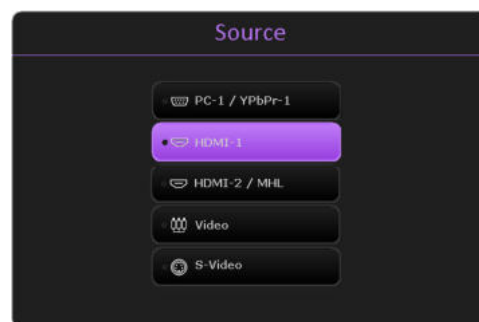 Source
PC-1 / YPbPr-1
HDMI-1
HDMI-2 / MHL
Video
S-Video